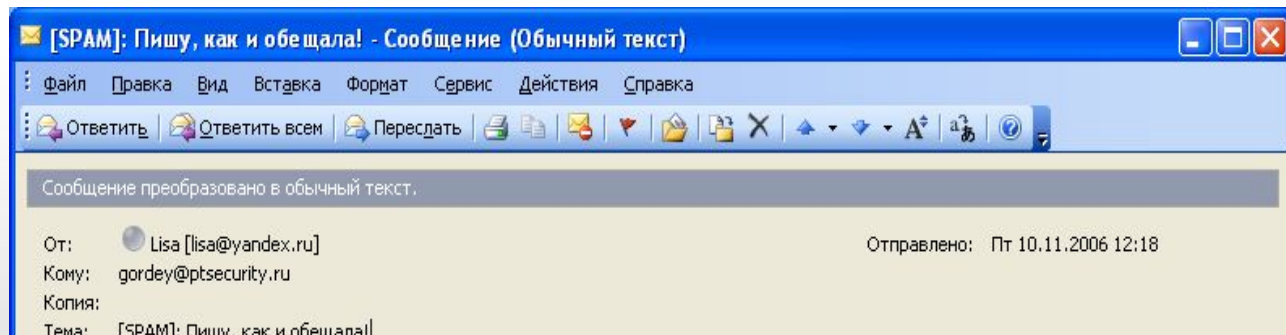 [SPAM]: Пишу, как и обещала! - Сообщение (Обычный текст)
Файл Правка Вид Вставка Формат Сервис Действия Справка
Ответить Ответить всем Переслать
Сообщение преобразовано в обычный текст.
От: Lisa [lisa@yandex.ru] Отправлено: Пт 10.11.2006 12:18
Кому: gordey@ptsecurity.ru
Копия:
Тема: [SPAM]: Пишу, как и обещала!